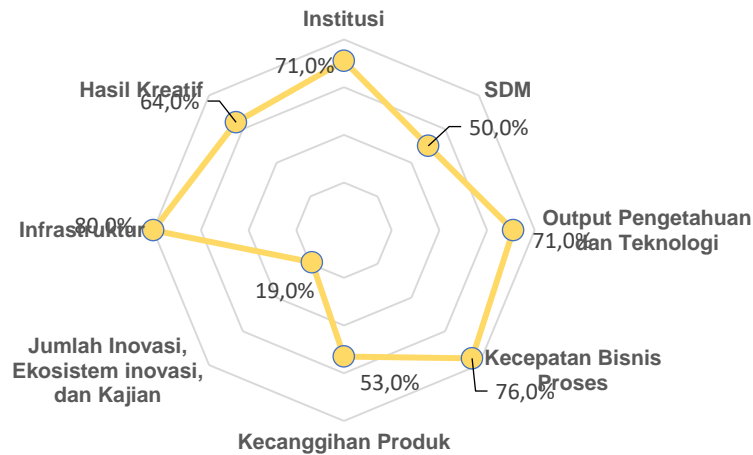 Institusi
71,0%
Hasil Kreatif
64,0%
SDM
50,0%
80,0%
Infrastruktur
Output Pengetahuan
dan Teknologi
71,0%
19,0%
Jumlah Inovasi,
Ekosistem inovasi,
dan Kajian
Kecepatan Bisnis
Proses
76,0%
53,0%
Kecanggihan Produk